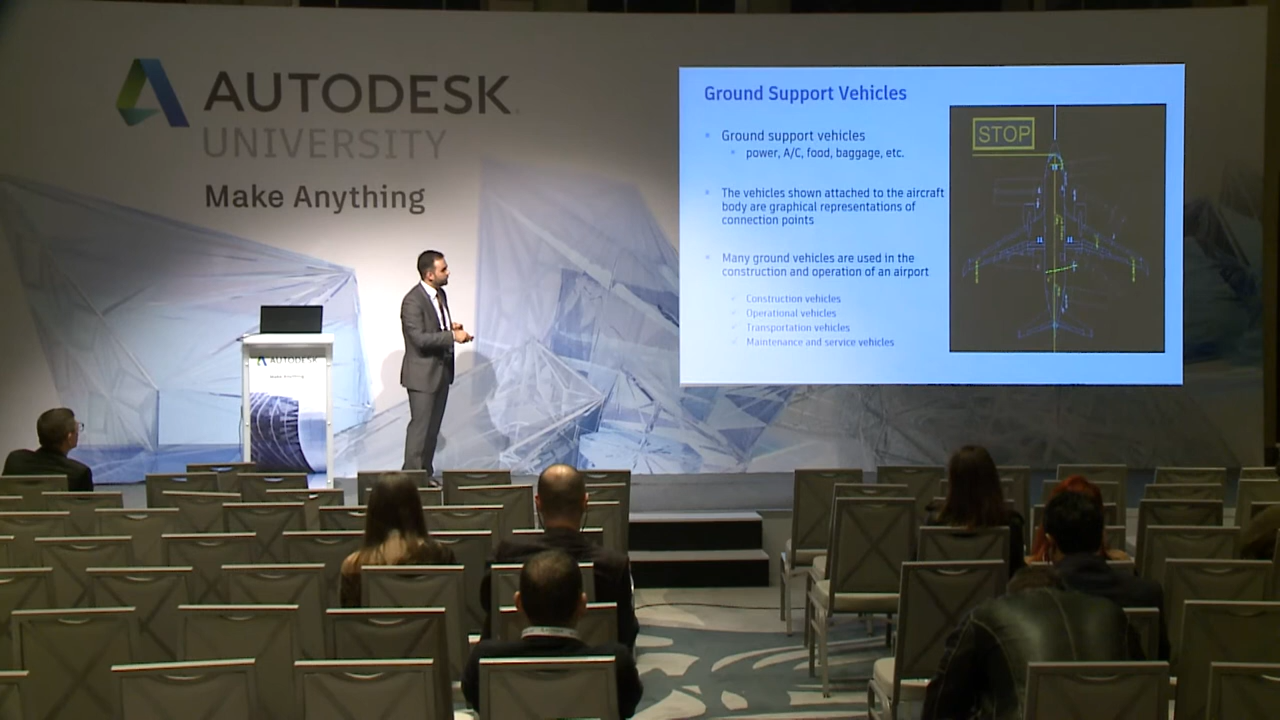 AUTODESK
UNIVERSITY
Make Anything
AUTODESK
Make Anything
Ground Support Vehicles
Ground support vehicles
power, A/C, food, baggage, etc.
The vehicles shown attached to the aircraft
body are graphical representations of
connection points
Many ground vehicles are used in the
construction and operation of an airport
Construction vehicles
Operational vehicles
Transportation vehicles
Maintenance and service vehicles
STOP